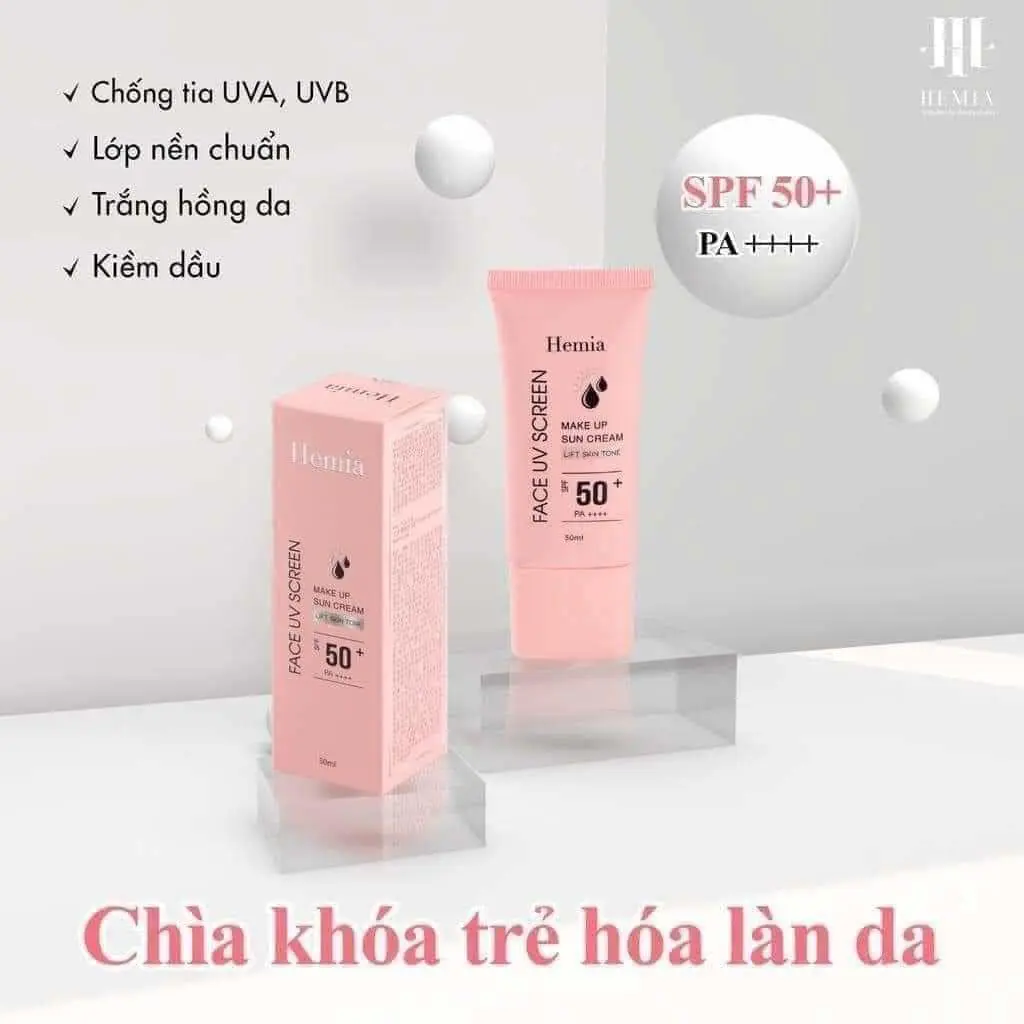 ✓ Chống tia UVA, UVB
✓ Lớp nền chuẩn
✓ Trắng hồng da
✓ Kiềm dầu
HEMIA
SPF 50+
PA ++++
Hemia
FACE UV SCREEN
MAKE UP
SUN CREAM
LIFT SKIN TONE
SPF 50+
PA ++++
50ml
Hemia
Hemia
FACE UV SCREEN
MAKE UP
SUN CREAM
LIFT SKIN TONE
SPF 50+
PA ++++
50ml
Chìa khóa trẻ hóa làn da